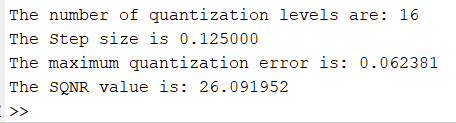 The number of quantization levels are: 16
The Step size is 0.125000
The maximum quantization error is: 0.062381
The SQNR value is: 26.091952
>>